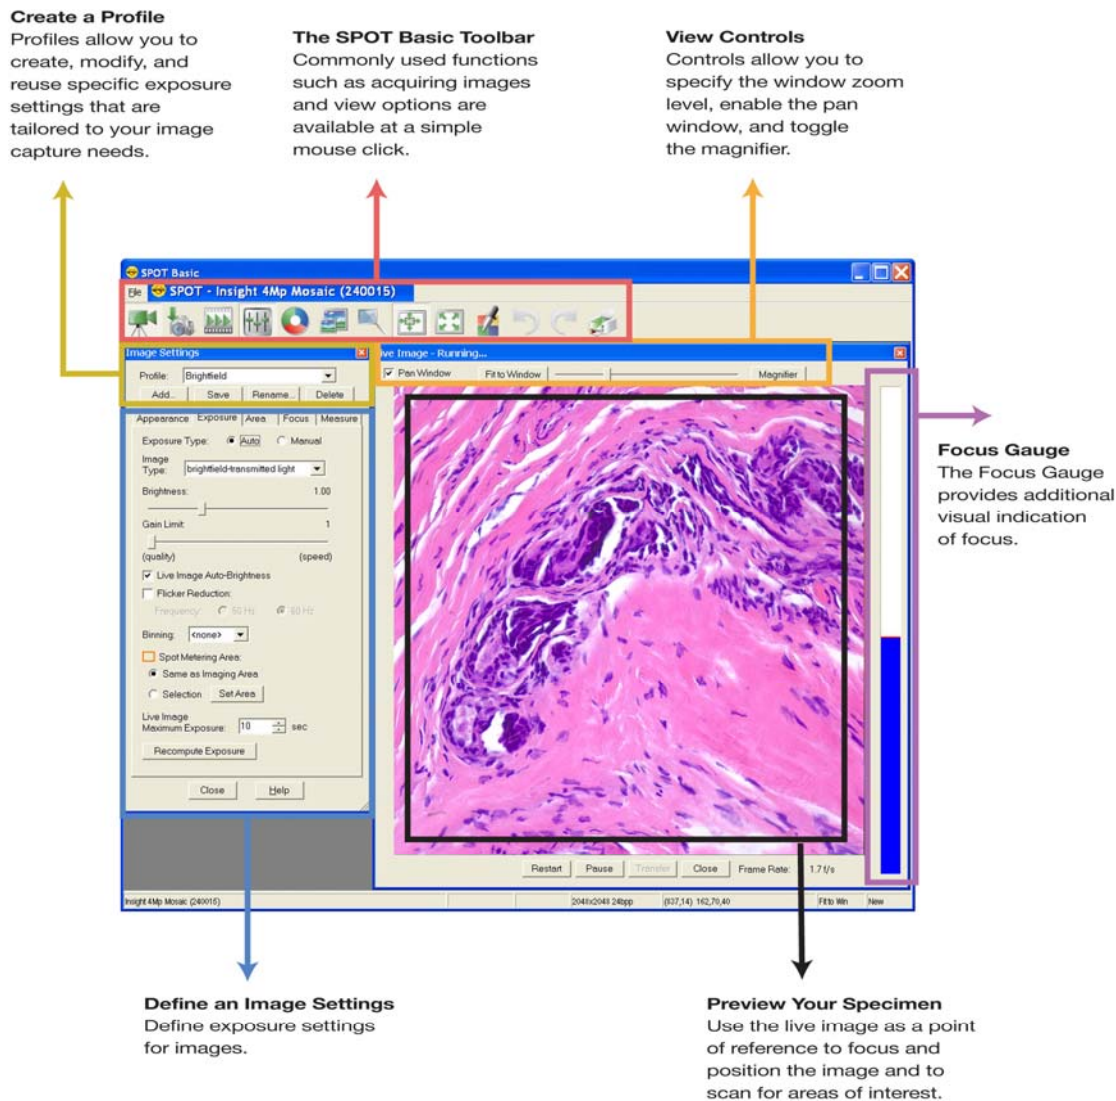 Create a Profile
Profiles allow you to
create, modify, and
reuse specific exposure
settings that are
tailored to your image
capture needs.
The SPOT Basic Toolbar
Commonly used functions
such as acquiring images
and view options are
available at a simple
mouse click.
View Controls
Controls allow you to
specify the window zoom
level, enable the pan
window, and toggle
the magnifier.
SPOT Basic
File SPOT - Insight 4Mp Mosaic (240015)
Image Settings
Profile: Brightfield
Add... Save Rename... Delete
Appearance Exposure Area Focus Measure
Exposure Type: Auto Manual
Image
Type: brightfield-transmitted light
Brightness: 1.00
Gain Limit: 1
(quality) (speed)
Live Image Auto-Brightness
Flicker Reduction:
Frequency: 50 Hz 60 Hz
Binning: <none>
Spot Metering Area:
Same as Imaging Area
Selection Set Area
Live Image
Maximum Exposure: 10 sec
Recompute Exposure
Close Help
ive Image - Running...
Pan Window Fit to Window Magnifier
Restart Pause Transfer Close Frame Rate: 1.7 f/s
Insight 4Mp Mosaic (240015) 2048x2048 24bpp (837,14) 162,70,40 Fit to Win New
Focus Gauge
The Focus Gauge
provides additional
visual indication
of focus.
Define an Image Settings
Define exposure settings
for images.
Preview Your Specimen
Use the live image as a point
of reference to focus and
position the image and to
scan for areas of interest.